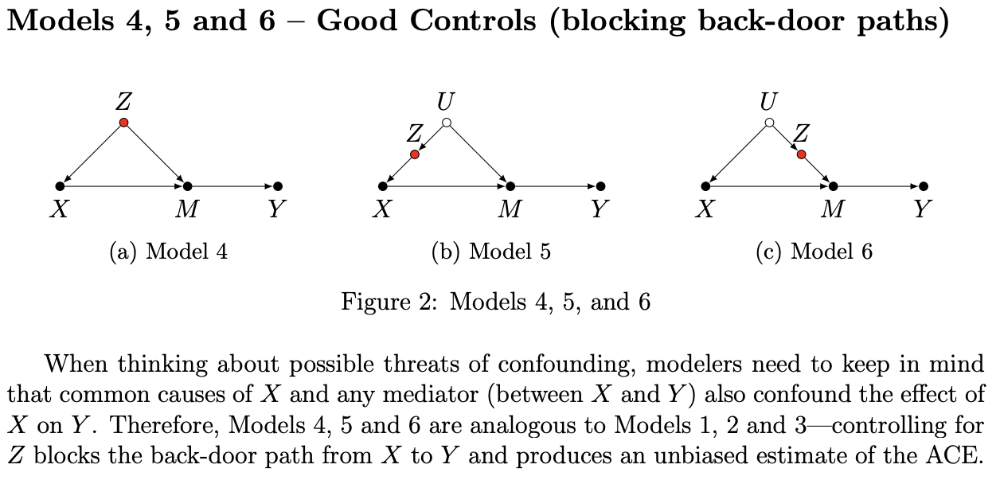 Models 4, 5 and 6 – Good Controls (blocking back-door paths)
Z
X
M
Y
(a) Model 4
U
Z
X
M
Y
(b) Model 5
U
Z
X
M
Y
(c) Model 6
Figure 2: Models 4, 5, and 6
When thinking about possible threats of confounding, modelers need to keep in mind
that common causes of X and any mediator (between X and Y) also confound the effect of
X on Y. Therefore, Models 4, 5 and 6 are analogous to Models 1, 2 and 3—controlling for
Z blocks the back-door path from X to Y and produces an unbiased estimate of the ACE.